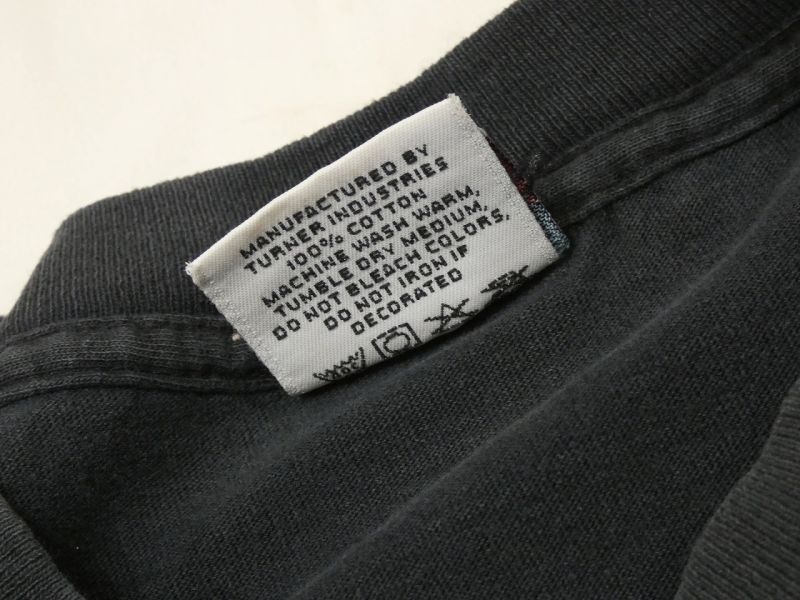 MANUFACTURED BY
TURNER INDUSTRIES
100% COTTON
MACHINE WASH WARM,
TUMBLE DRY MEDIUM,
DO NOT BLEACH COLORS,
DO NOT IRON IF
DECORATED